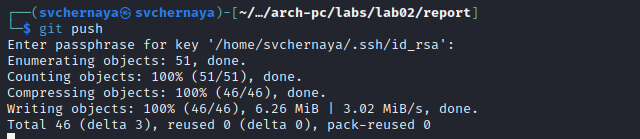 ┌──(svchernaya㉿svchernaya)-[~/…/arch-pc/labs/lab02/report]
└─$ git push
Enter passphrase for key '/home/svchernaya/.ssh/id_rsa':
Enumerating objects: 51, done.
Counting objects: 100% (51/51), done.
Compressing objects: 100% (46/46), done.
Writing objects: 100% (46/46), 6.26 MiB | 3.02 MiB/s, done.
Total 46 (delta 3), reused 0 (delta 0), pack-reused 0